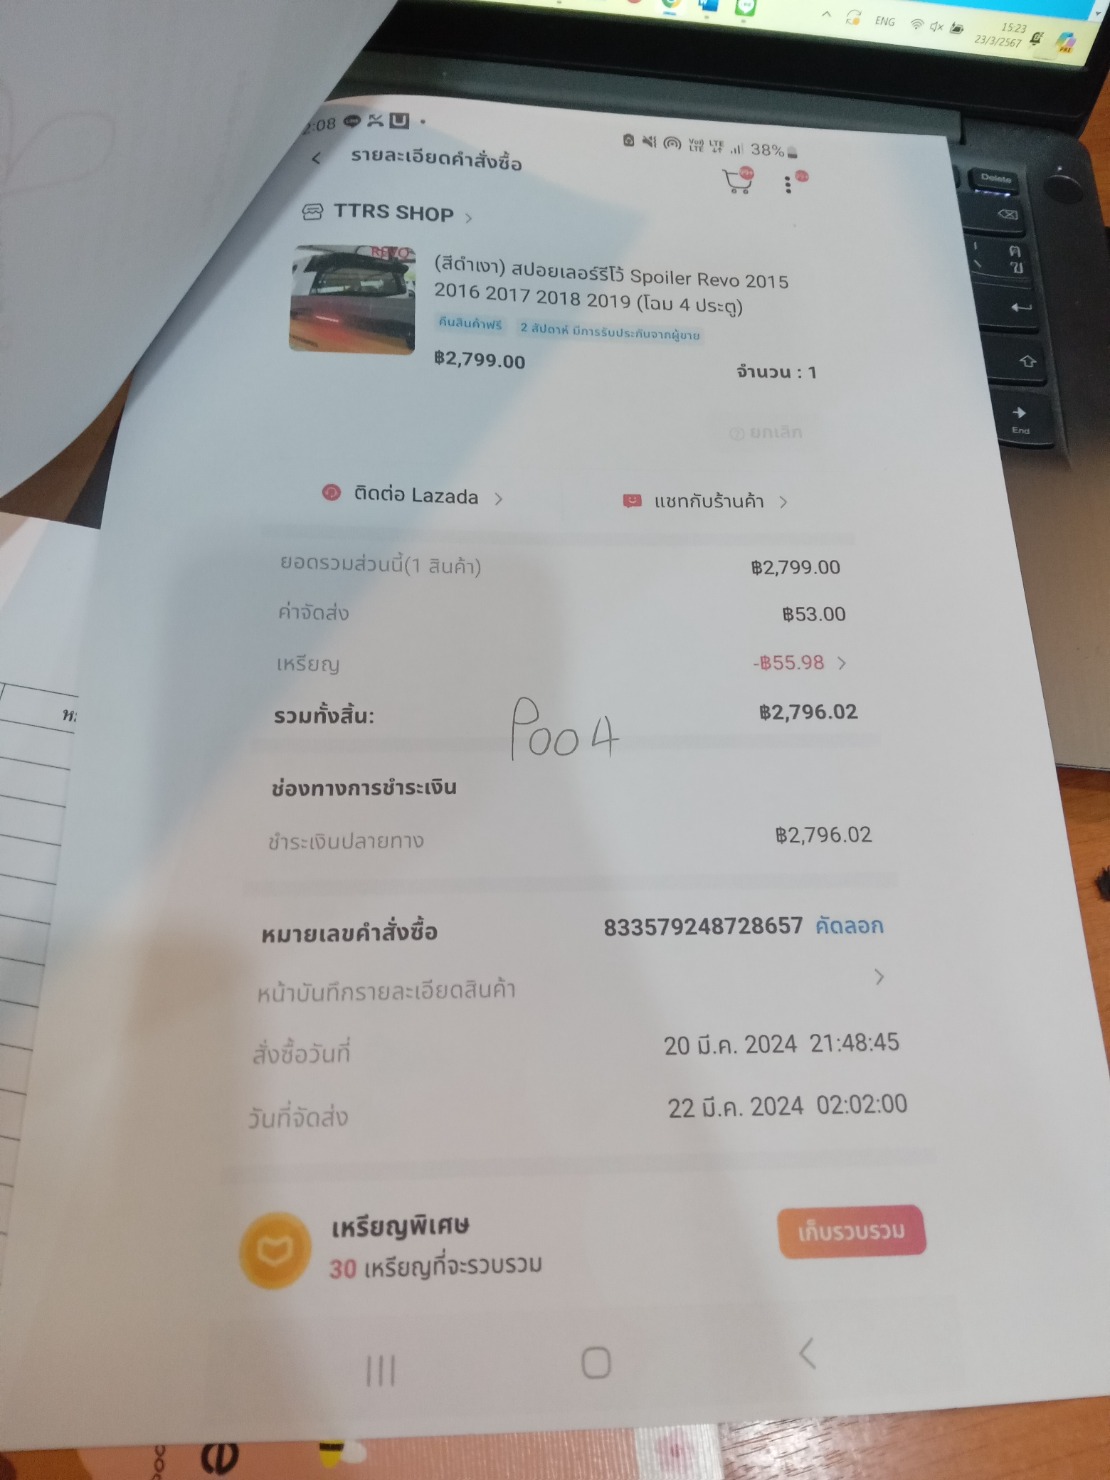 ENG
15:23
23/3/2567
2:08
38%
รายละเอียดคำสั่งซื้อ
TTRS SHOP
REVO
(สีดำเงา) สปอยเลอร์รีโว้ Spoiler Revo 2015
2016 2017 2018 2019 (โฉม 4 ประตู)
คืนสินค้าฟรี 2 สัปดาห์ มีการรับประกันจากผู้ขาย
฿2,799.00
จำนวน : 1
ยกเลิก
ติดต่อ Lazada
แชทกับร้านค้า
ยอดรวมส่วนนี้(1 สินค้า) ฿2,799.00
ค่าจัดส่ง ฿53.00
เหรียญ -฿55.98
รวมทั้งสิ้น: ฿2,796.02
P004
ช่องทางการชำระเงิน
ชำระเงินปลายทาง ฿2,796.02
หมายเลขคำสั่งซื้อ 833579248728657 คัดลอก
หน้าบันทึกรายละเอียดสินค้า
สั่งซื้อวันที่ 20 มี.ค. 2024 21:48:45
วันที่จัดส่ง 22 มี.ค. 2024 02:02:00
เหรียญพิเศษ
30 เหรียญที่จะรวบรวม
เก็บรวบรวม
Delete
End